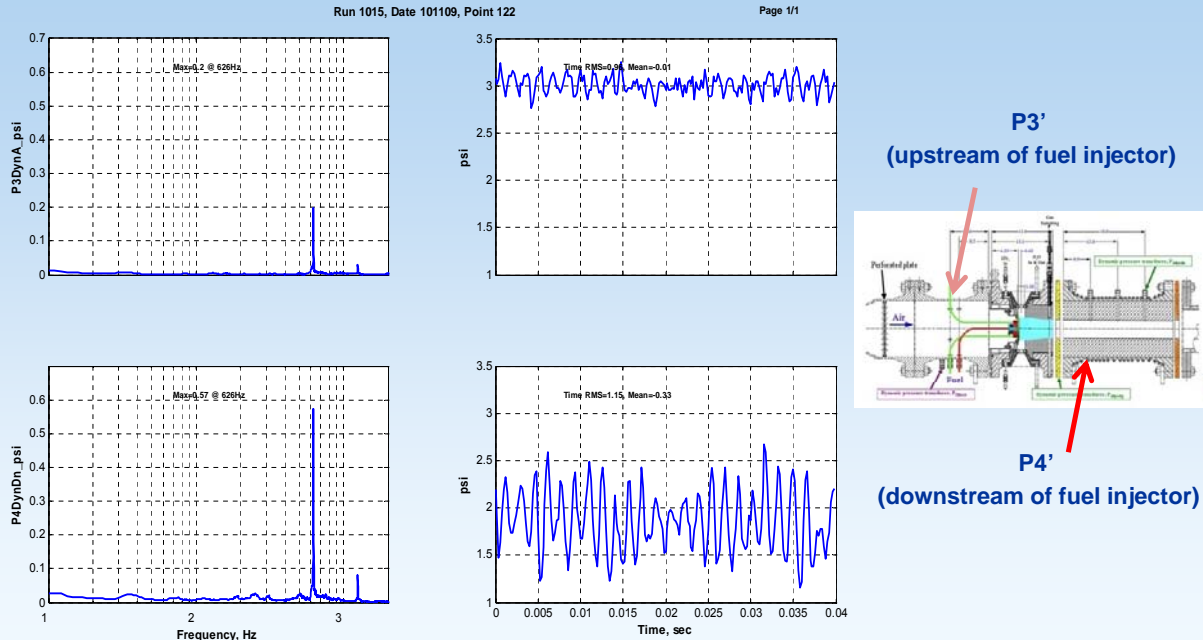 Run 1015, Date 101109, Point 122
Page 1/1
0.7
0.6
0.5
0.4
0.3
0.2
0.1
0
P3DynA_psi
Max=0.2 @ 626Hz
3.5
3
2.5
2
1.5
1
psi
Mean=-0.01
P3’
(upstream of fuel injector)
Perforated plate
Air
Fuel
P4’
(downstream of fuel injector)
0.6
0.5
0.4
0.3
0.2
0.1
0
P4DynDn_psi
Max=0.57 @ 626Hz
1
2
3
Frequency, Hz
3.5
3
2.5
2
1.5
1
psi
Time RMS=1.15, Mean=-0.33
0
0.005
0.01
0.015
0.02
0.025
0.03
0.035
0.04
Time, sec